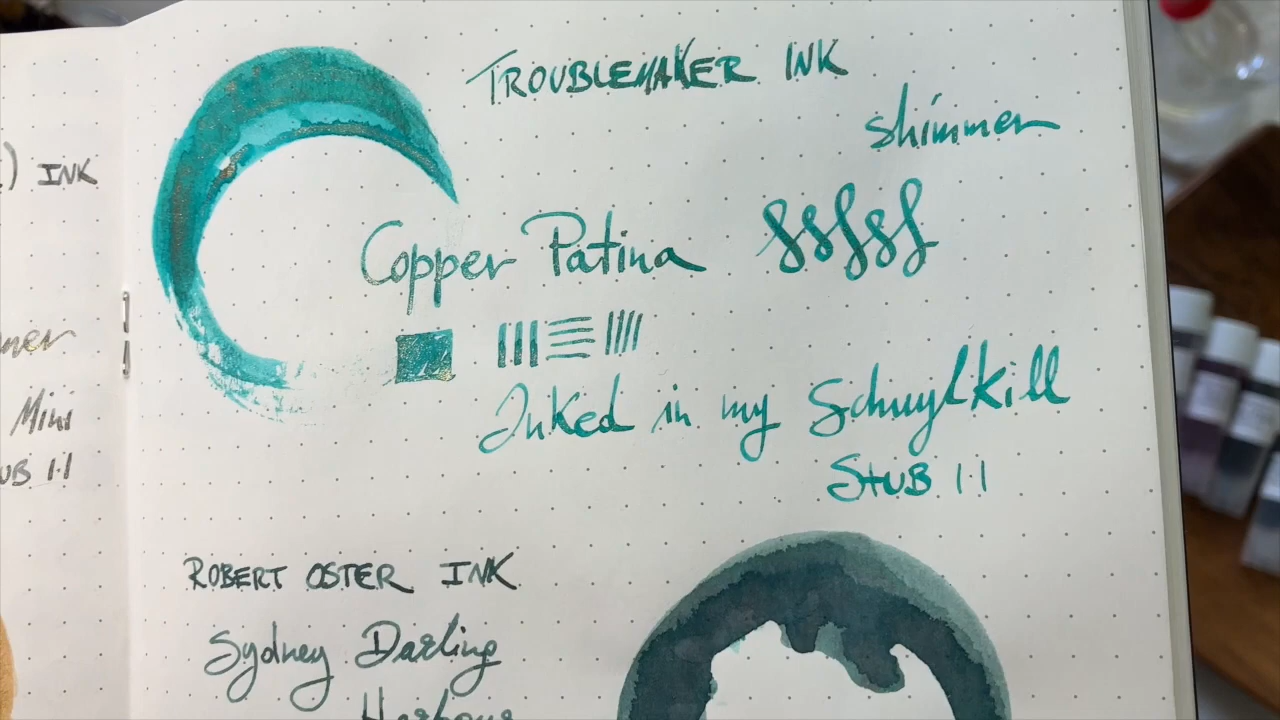 INK
Mini
1.1
TROUBLEMAKER INK
shimmer
Copper Patina
Inked in my Schuylkill
STUB 1.1
ROBERT OSTER INK
Sydney Darling
Harbour